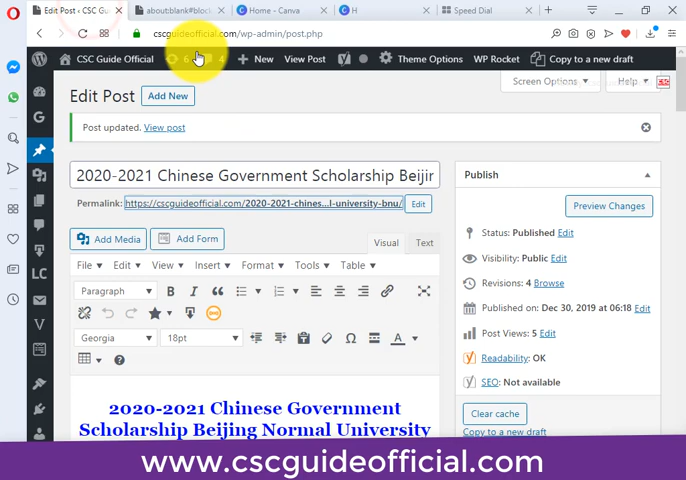 Edit Post ‹ CSC Gui
about:blank#block
Home - Canva
H
Speed Dial
cscguideofficial.com/wp-admin/post.php
CSC Guide Official
6
4
New
View Post
Theme Options
WP Rocket
Copy to a new draft
Screen Options
Help
Edit Post
Add New
Post updated. View post
2020-2021 Chinese Government Scholarship Beijin
Permalink: https://cscguideofficial.com/2020-2021-chines...l-university-bnu/
Edit
Add Media
Add Form
Visual
Text
File
Edit
View
Insert
Format
Tools
Table
Paragraph
B
I
Georgia
18pt
Ω
A
2020-2021 Chinese Government
Scholarship Beijing Normal University
Publish
Preview Changes
Status: Published Edit
Visibility: Public Edit
Revisions: 4 Browse
Published on: Dec 30, 2019 at 06:18 Edit
Post Views: 5 Edit
Readability: OK
SEO: Not available
Clear cache
Copy to a new draft
LC
V
G
www.cscguideofficial.com